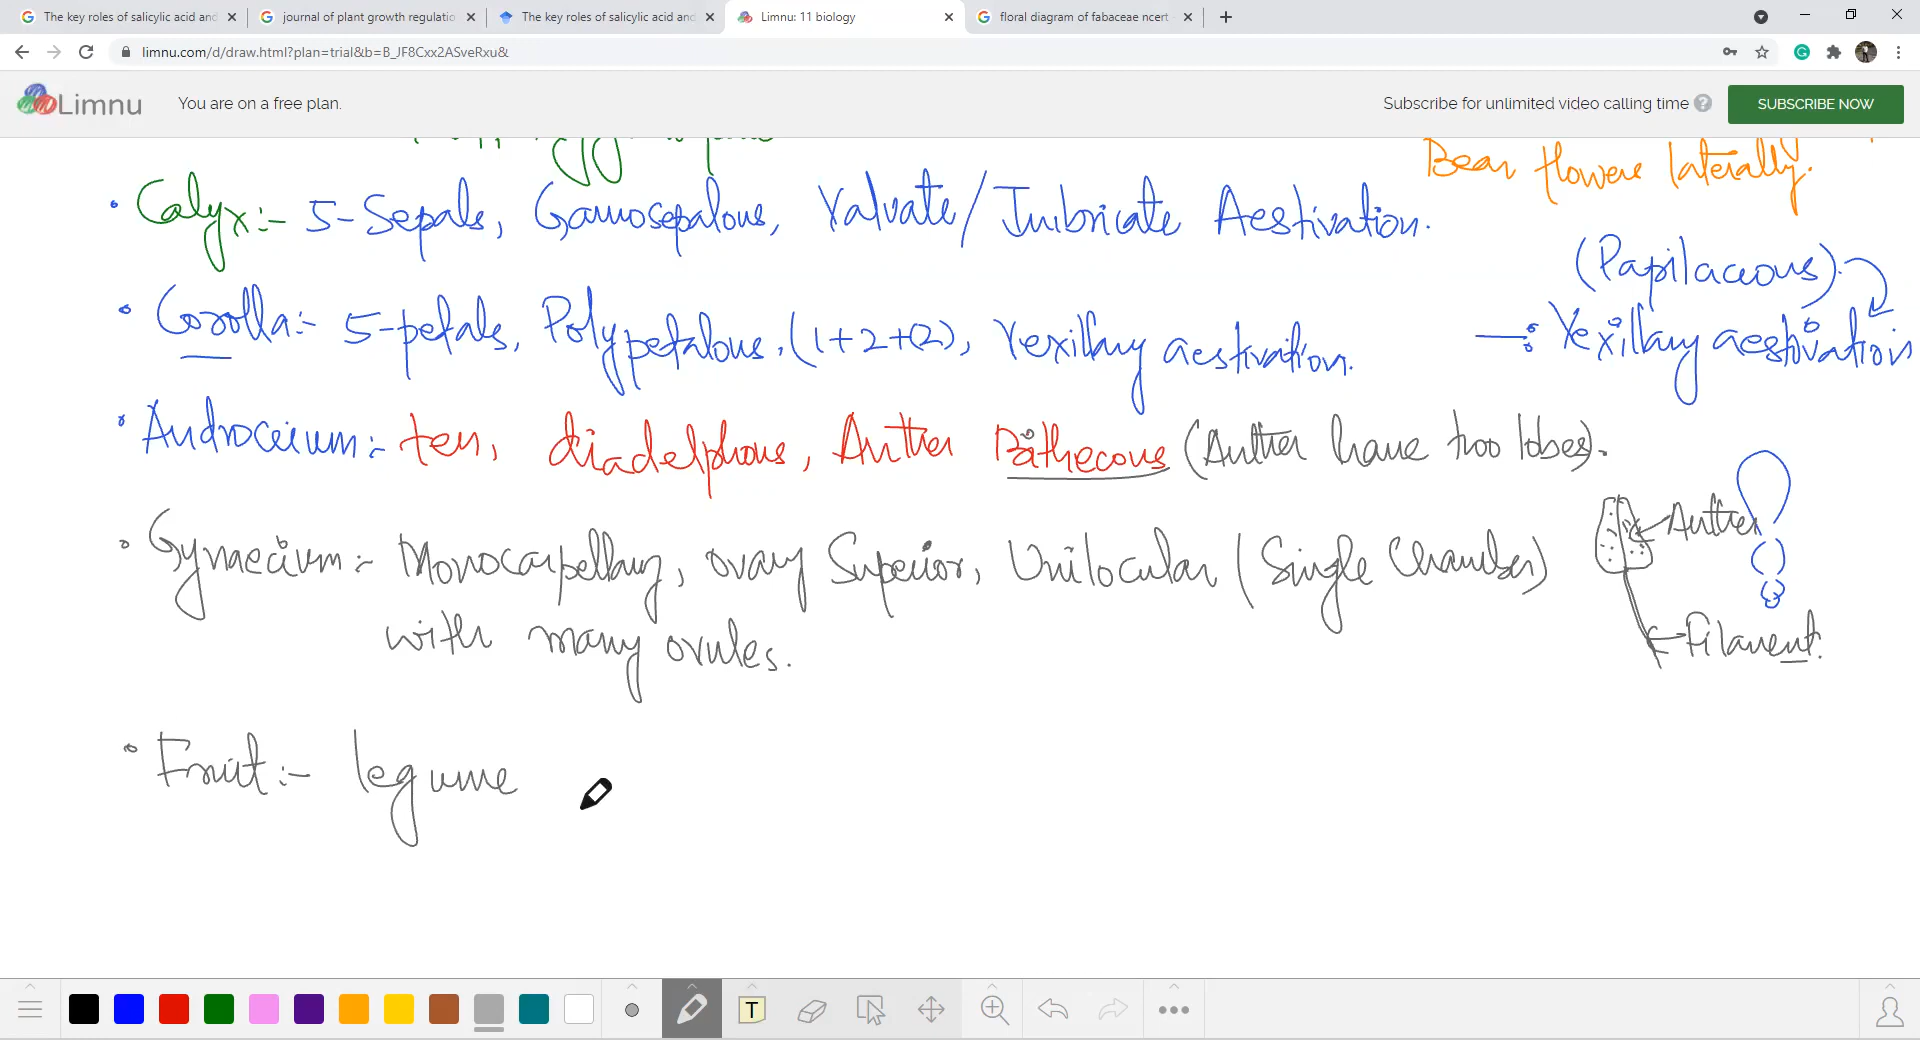 The key roles of salicylic acid and
journal of plant growth regulatio
The key roles of salicylic acid and
Limnu: 11 biology
floral diagram of fabaceae ncert
limnu.com/d/draw.html?plan=trial&b=B_JF8Cxx2ASveRxu&
Limnu
You are on a free plan.
Subscribe for unlimited video calling time ?
SUBSCRIBE NOW
Bear flowers laterally.
• Calyx:- 5-Sepals, Gamosepalous, Valvate/Imbricate Aestivation.
(Papilaceous)
• Corolla:- 5-petals, Polypetalous, (1+2+(2), Vexillary aestivation.
Vexillary aestivation
• Androceium:- ten, diadelphous, Anther Dithecous (Anther have two lobes).
Anther
• Gynaecium:- Monocarpellary, ovary Superior, Unilocular (Single Chamber)
with many ovules.
Filament.
• Fruit:- legume
T